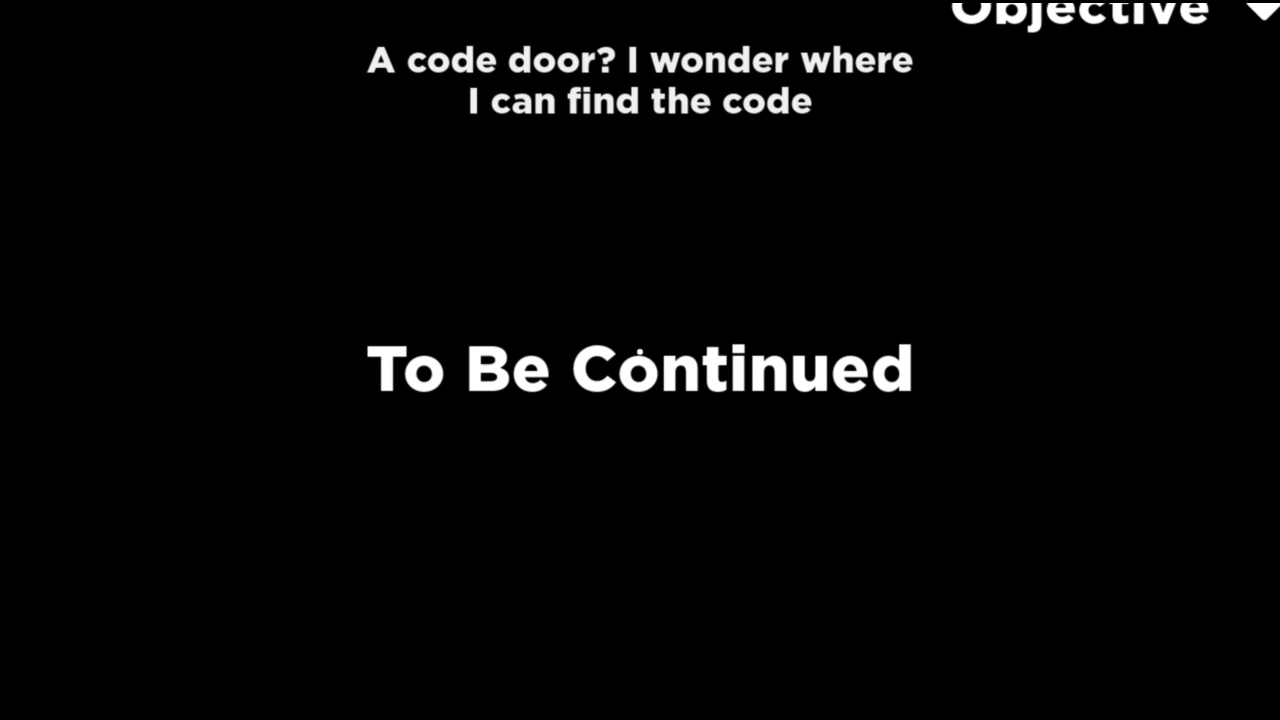 Objective
A code door? I wonder where
I can find the code
To Be Continued